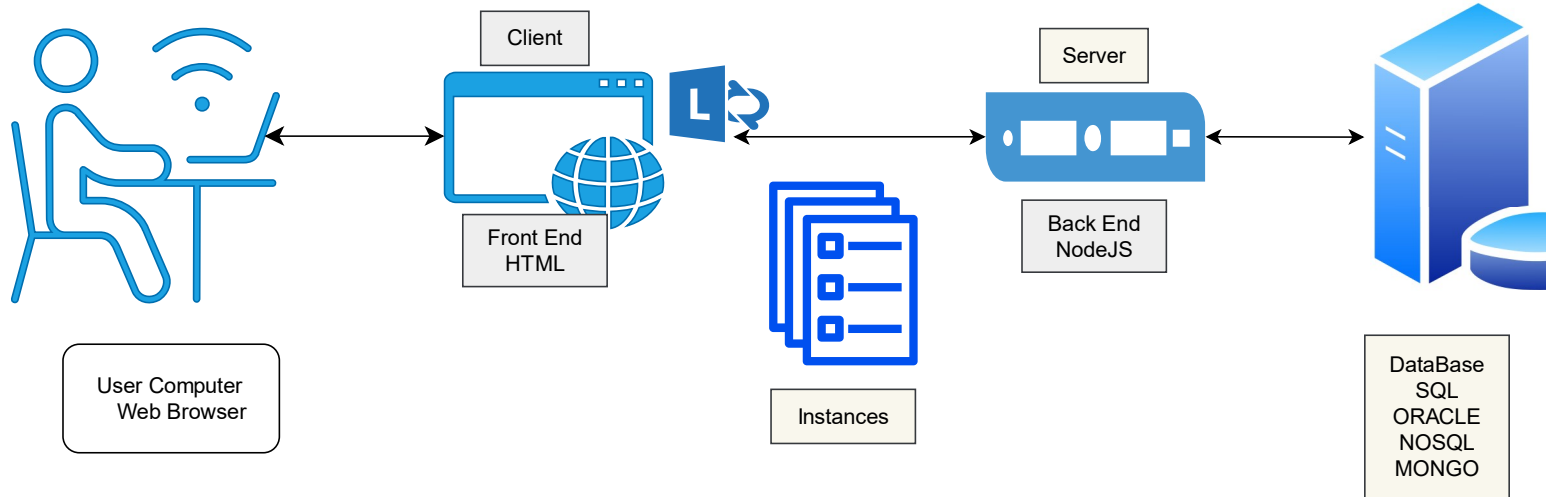 Client
L
Front End
HTML
Server
Back End
NodeJS
Instances
User Computer
Web Browser
DataBase
SQL
ORACLE
NOSQL
MONGO